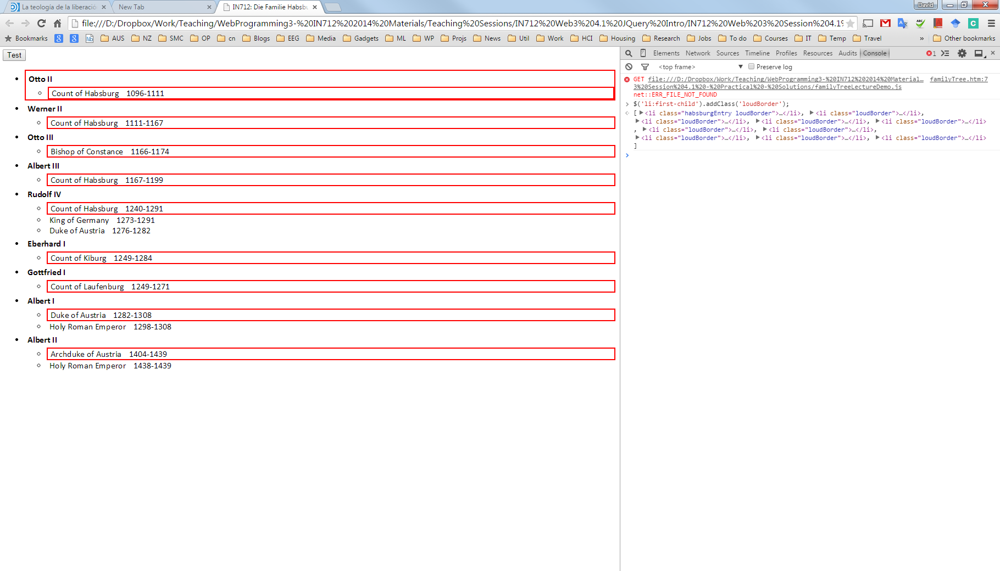 La teología de la liberació
New Tab
IN712: Die Familie Habsbu
David
file:///D:/Dropbox/Work/Teaching/WebProgramming3-%20IN712%202014%20Materials/Teaching%20Sessions/IN712%20Web3%204.1%20JQuery%20Intro/IN712%20Web%203%20Session%204.1%
Bookmarks AUS NZ SMC OP cn Blogs EEG Media Gadgets ML WP Projs News Util Work HCI Housing Research Jobs To do Courses IT Temp Travel » Other bookmarks
Test
Otto II
Count of Habsburg 1096-1111
Werner II
Count of Habsburg 1111-1167
Otto III
Bishop of Constance 1166-1174
Albert III
Count of Habsburg 1167-1199
Rudolf IV
Count of Habsburg 1240-1291
King of Germany 1273-1291
Duke of Austria 1276-1282
Eberhard I
Count of Kiburg 1249-1284
Gottfried I
Count of Laufenburg 1249-1271
Albert I
Duke of Austria 1282-1308
Holy Roman Emperor 1298-1308
Albert II
Archduke of Austria 1404-1439
Holy Roman Emperor 1438-1439
Elements Network Sources Timeline Profiles Resources Audits Console 1
<top frame> Preserve log
GET file:///D:/Dropbox/Work/Teaching/WebProgramming3-%20IN712%202014%20Material… familyTree.htm:7
3%20Session%204.1%20-%20Practical%20-%20Solutions/familyTreeLectureDemo.js
net::ERR_FILE_NOT_FOUND
$('li:first-child').addClass('loudBorder');
[ <li class="habsburgEntry loudBorder">…</li>, <li class="loudBorder">…</li>,
<li class="loudBorder">…</li>, <li class="loudBorder">…</li>, <li class="loudBorder">…</li>
, <li class="loudBorder">…</li>, <li class="loudBorder">…</li>,
<li class="loudBorder">…</li>, <li class="loudBorder">…</li>, <li class="loudBorder">…</li>
]